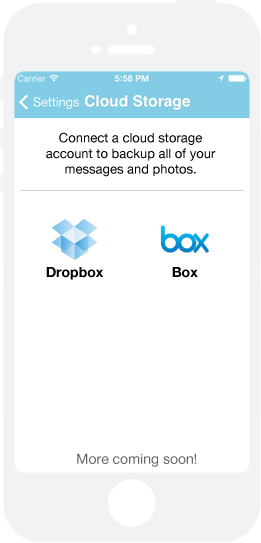 Carrier 5:58 PM
Settings Cloud Storage
Connect a cloud storage
account to backup all of your
messages and photos.
box
Dropbox Box
More coming soon!